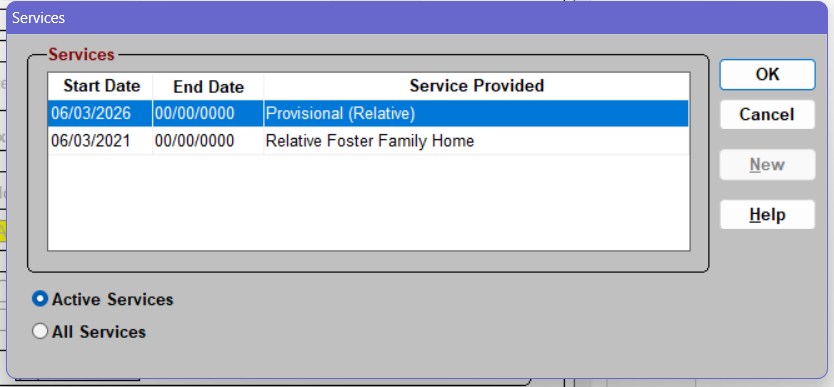 Services
Services
Start Date End Date Service Provided
06/03/2026 00/00/0000 Provisional (Relative)
06/03/2021 00/00/0000 Relative Foster Family Home
OK
Cancel
New
Help
Active Services
All Services